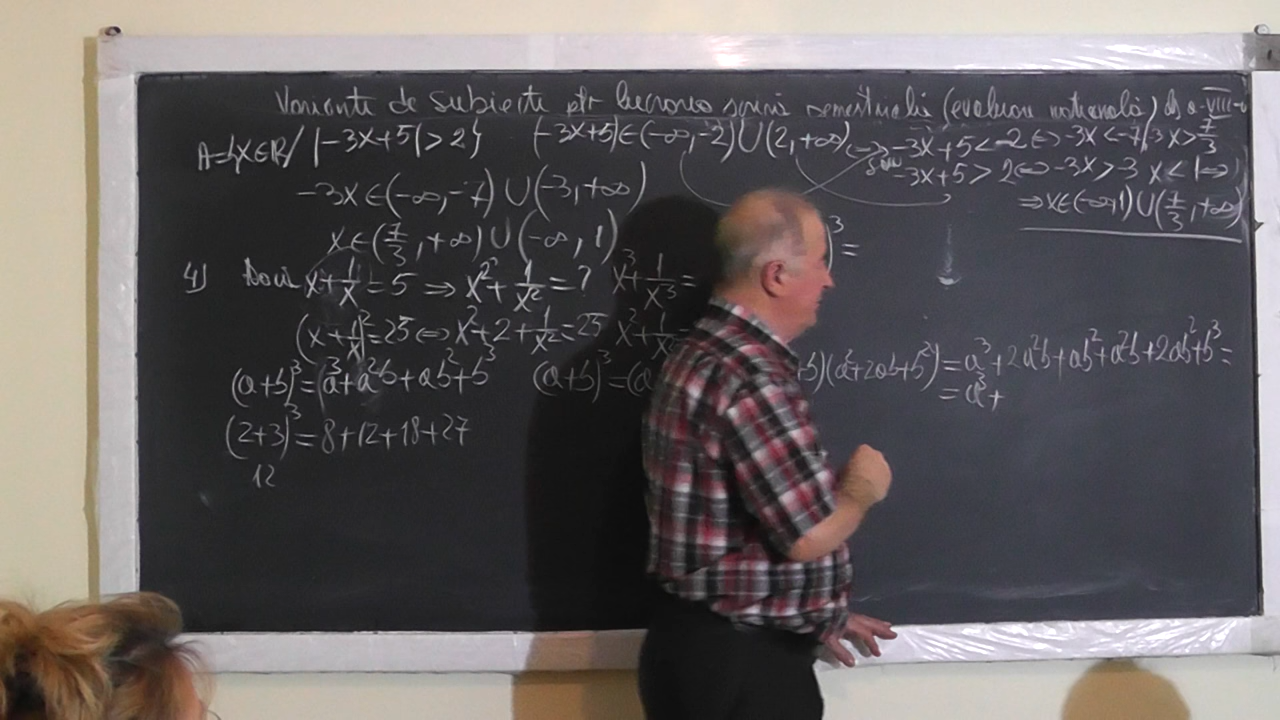 Variante de subiecte ptr lucrarea scrisă semestrială (evaluare națională) cls a-VIII-a
A={x∈R/ |-3x+5|>2} (-3x+5)∈(-∞,-2)∪(2,+∞) ⇔ -3x+5<-2⇔-3x<-7/3x>7/3
-3x∈(-∞,-7)∪(-3,+∞) sau -3x+5>2⇔-3x>-3 x<1⇒
⇒x∈(-∞,1)∪(7/3,+∞)
x∈(7/3,+∞)∪(-∞,1) )³=
4) Dacă x+1/x=5 ⇒ x²+1/x²=? x³+1/x³=
(x+1/x)²=25⇔x²+2+1/x²=25 x²+1/x²=
(a+b)³=a³+a²b+ab²+b³ (a+b)³=(a +b)(a²+2ab+b²)=a³+2a²b+ab²+a²b+2ab²+b³=
=a³+
(2+3)³=8+12+18+27
12